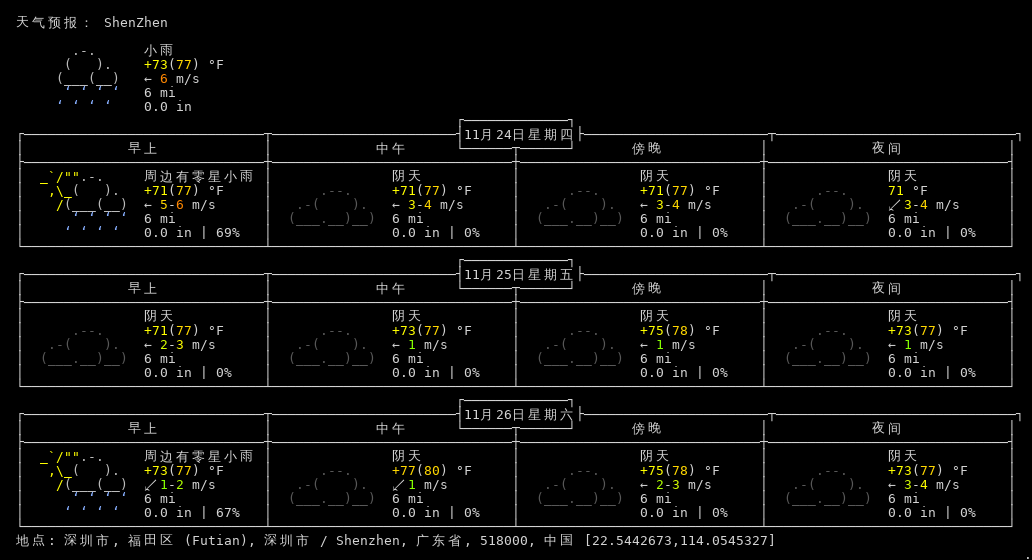 天气预报： ShenZhen
小雨
+73(77) °F
← 6 m/s
6 mi
0.0 in
11月24日星期四
早上 中午 傍晚 夜间
周边有零星小雨 阴天 阴天 阴天
+71(77) °F +71(77) °F +71(77) °F 71 °F
← 5-6 m/s ← 3-4 m/s ← 3-4 m/s ↙ 3-4 m/s
6 mi 6 mi 6 mi 6 mi
0.0 in | 69% 0.0 in | 0% 0.0 in | 0% 0.0 in | 0%
11月25日星期五
早上 中午 傍晚 夜间
阴天 阴天 阴天 阴天
+71(77) °F +73(77) °F +75(78) °F +73(77) °F
← 2-3 m/s ← 1 m/s ← 1 m/s ← 1 m/s
6 mi 6 mi 6 mi 6 mi
0.0 in | 0% 0.0 in | 0% 0.0 in | 0% 0.0 in | 0%
11月26日星期六
早上 中午 傍晚 夜间
周边有零星小雨 阴天 阴天 阴天
+73(77) °F +77(80) °F +75(78) °F +73(77) °F
↙ 1-2 m/s ↙ 1 m/s ← 2-3 m/s ← 3-4 m/s
6 mi 6 mi 6 mi 6 mi
0.0 in | 67% 0.0 in | 0% 0.0 in | 0% 0.0 in | 0%
地点: 深圳市, 福田区 (Futian), 深圳市 / Shenzhen, 广东省, 518000, 中国 [22.5442673,114.0545327]